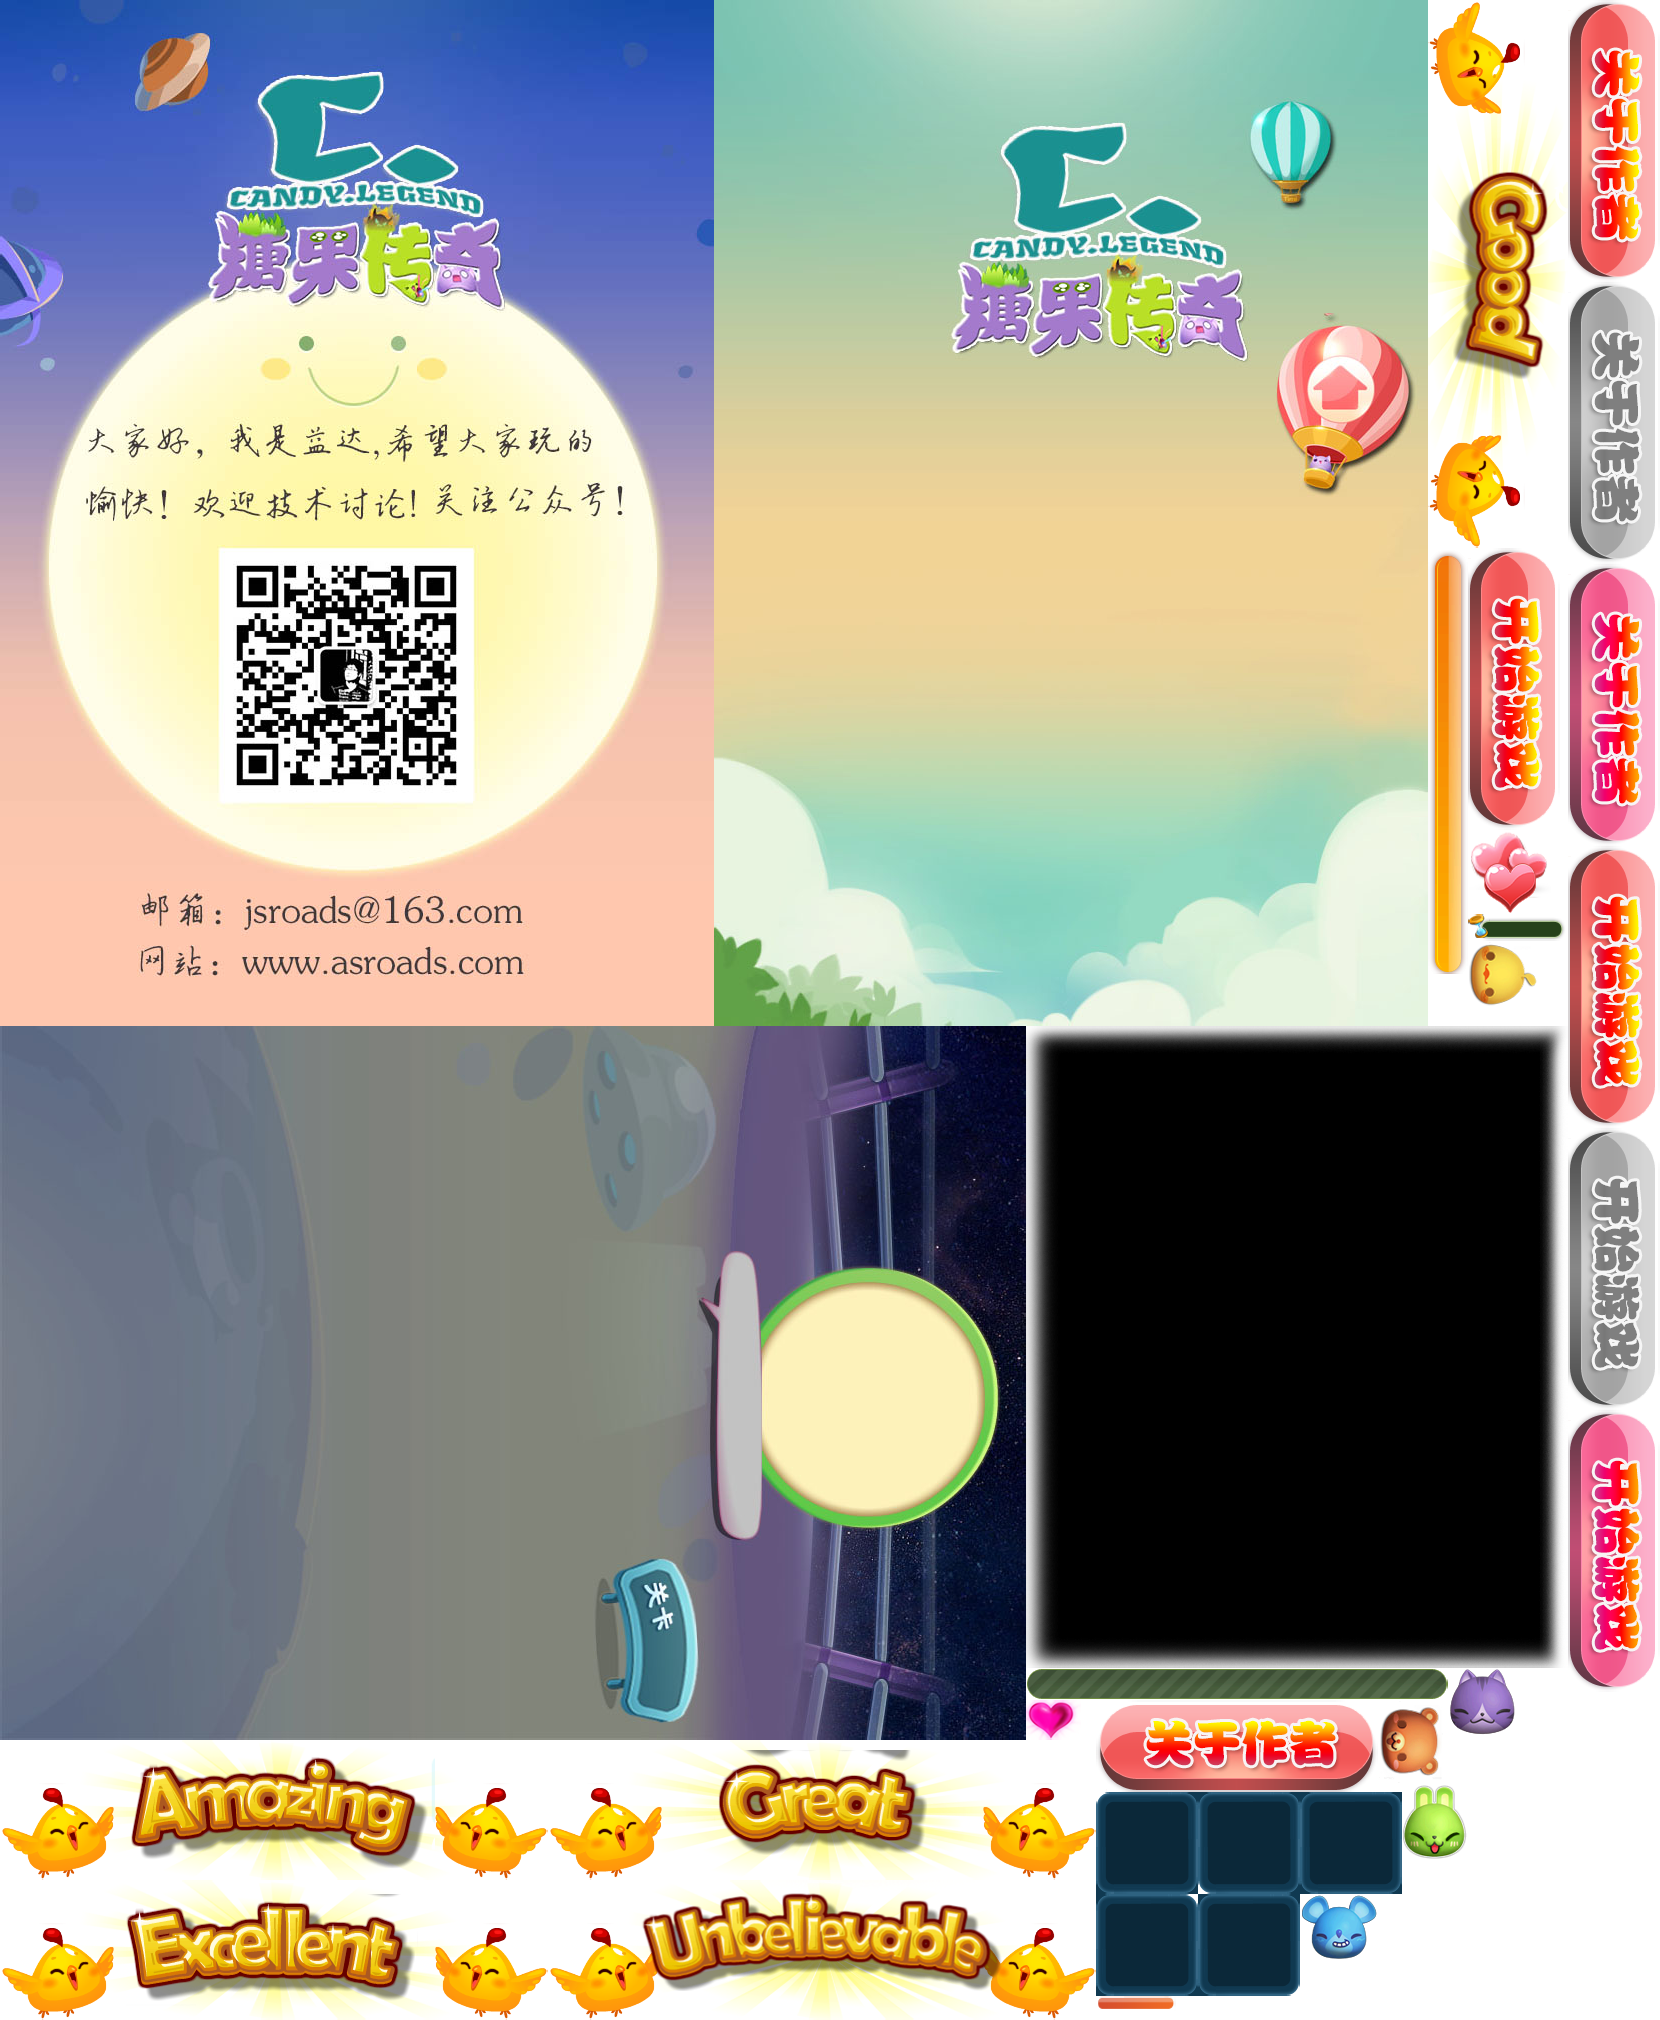 C.
CANDY.LEGEND
糖果传奇
大家好，我是益达,希望大家玩的
愉快！欢迎技术讨论！关注公众号！
邮箱：jsroads@163.com
网站：www.asroads.com
C.
CANDY.LEGEND
糖果传奇
Good
关于作者
关于作者
关于作者
开始游戏
开始游戏
开始游戏
开始游戏
关卡
关于作者
Amazing
Great
Excellent
Unbelievable